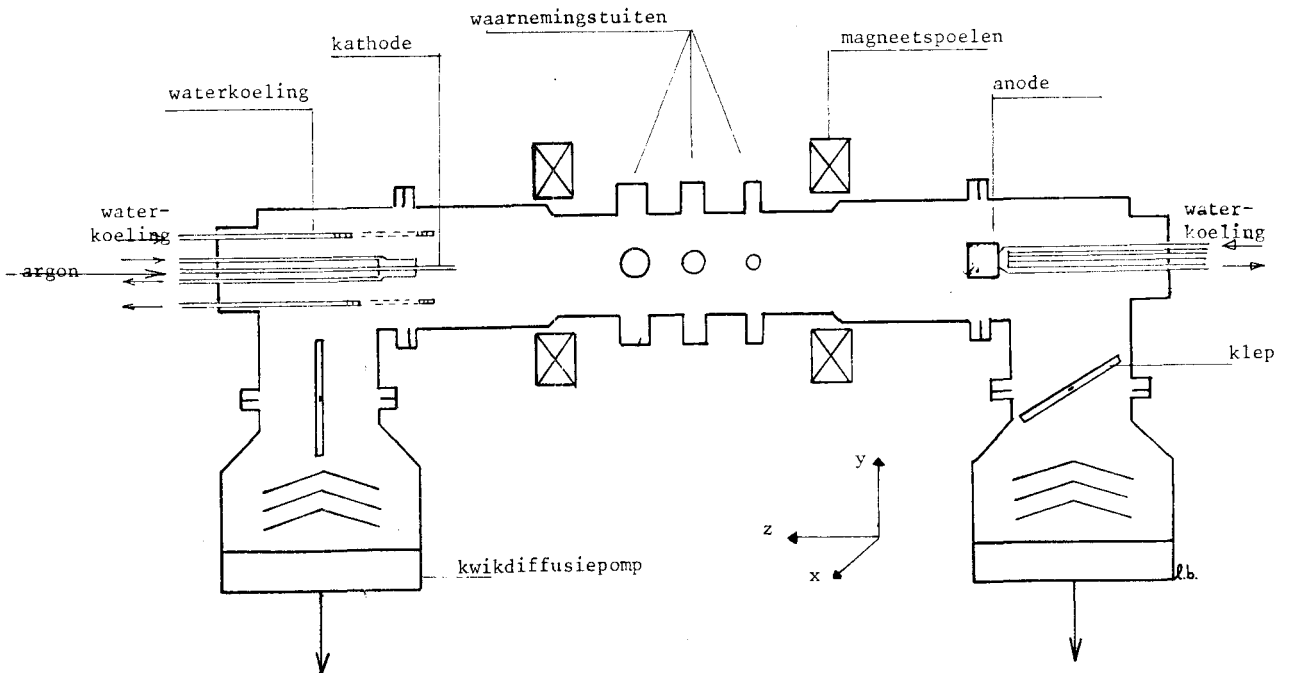 waarnemingstuiten
kathode
magneetspoelen
waterkoeling
anode
water-
koeling
argon
water-
koeling
klep
y
z
x
kwikdiffusiepomp
l.b.